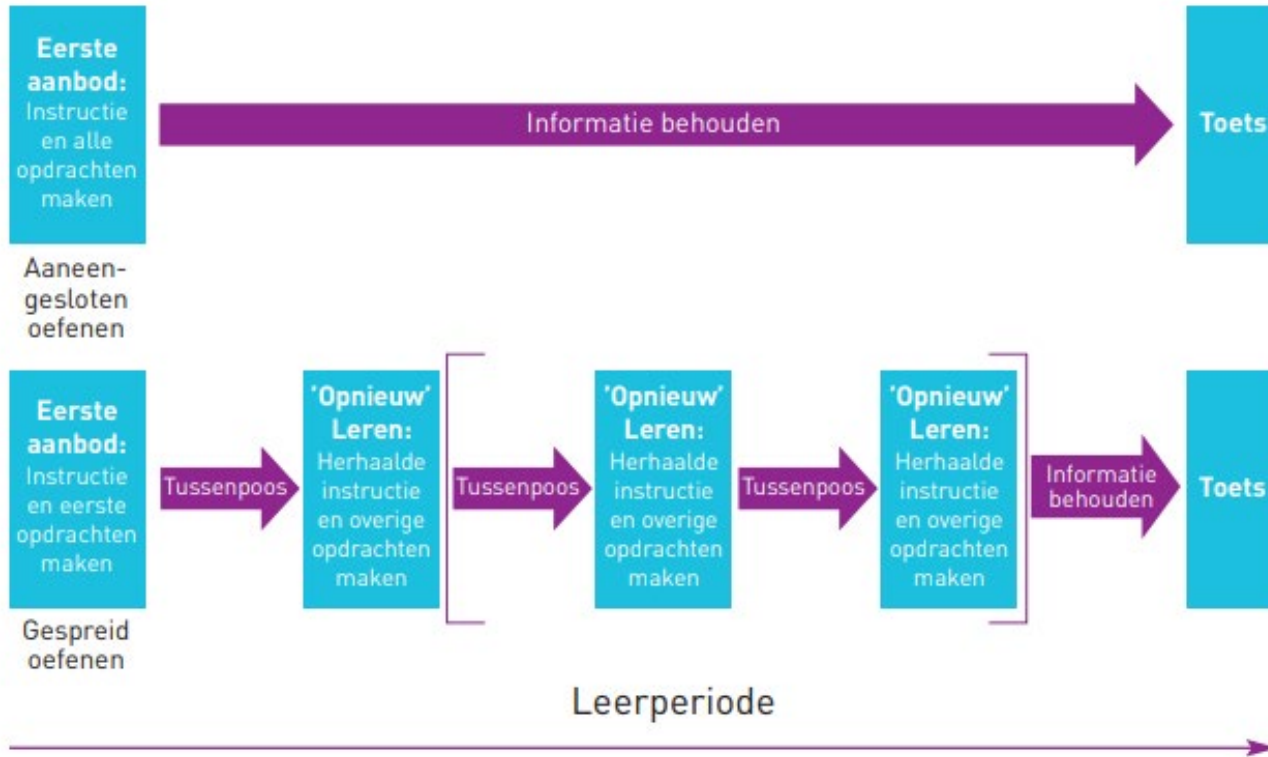 Eerste
aanbod:
Instructie
en alle
opdrachten
maken
Informatie behouden
Toets
Aaneen-
gesloten
oefenen
Eerste
aanbod:
Instructie
en eerste
opdrachten
maken
Tussenpoos
'Opnieuw'
Leren:
Herhaalde
instructie
en overige
opdrachten
maken
Tussenpoos
'Opnieuw'
Leren:
Herhaalde
instructie
en overige
opdrachten
maken
Tussenpoos
'Opnieuw'
Leren:
Herhaalde
instructie
en overige
opdrachten
maken
Informatie
behouden
Toets
Gespreid
oefenen
Leerperiode